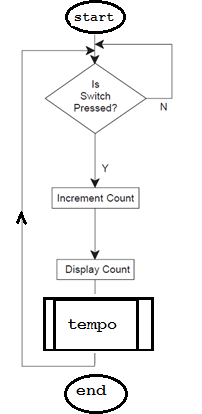 start
Is
Switch
Pressed?
N
Y
Increment Count
Display Count
tempo
end